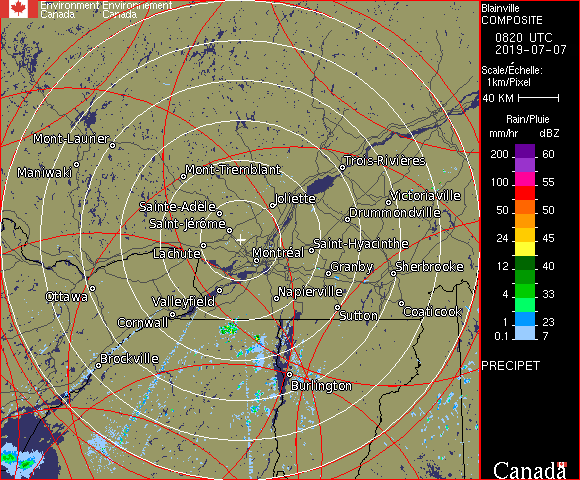 Environment Environnement
Canada Canada
Blainville
COMPOSITE
0820 UTC
2019-07-07
Scale/Échelle:
1km/Pixel
40 KM
Rain/Pluie
mm/hr dBZ
200 60
100 55
50 50
24 45
12 40
4 33
1 23
0.1 7
PRECIPET
Mont-Laurier
Maniwaki
Mont-Tremblant
Trois-Rivières
Joliette
Victoriaville
Sainte-Adèle
Drummondville
Saint-Jérôme
Saint-Hyacinthe
Lachute
Montréal
Granby
Sherbrooke
Ottawa
Valleyfield
Napierville
Cornwall
Sutton
Coaticook
Brockville
Burlington
Canada